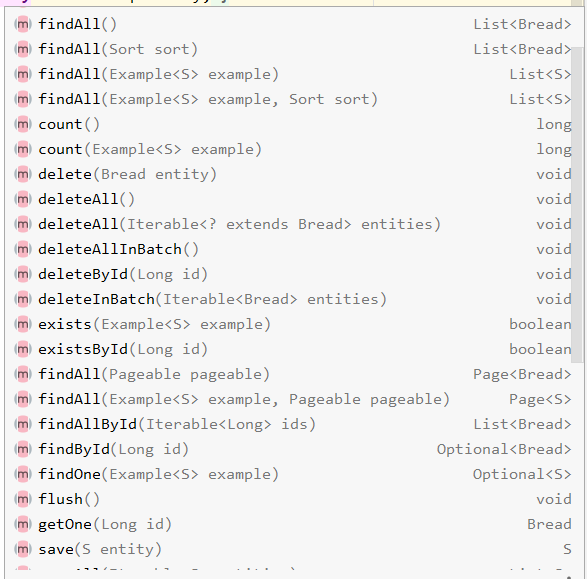 m findAll() List<Bread>
m findAll(Sort sort) List<Bread>
m findAll(Example<S> example) List<S>
m findAll(Example<S> example, Sort sort) List<S>
m count() long
m count(Example<S> example) long
m delete(Bread entity) void
m deleteAll() void
m deleteAll(Iterable<? extends Bread> entities) void
m deleteAllInBatch() void
m deleteById(Long id) void
m deleteInBatch(Iterable<Bread> entities) void
m exists(Example<S> example) boolean
m existsById(Long id) boolean
m findAll(Pageable pageable) Page<Bread>
m findAll(Example<S> example, Pageable pageable) Page<S>
m findAllById(Iterable<Long> ids) List<Bread>
m findById(Long id) Optional<Bread>
m findOne(Example<S> example) Optional<S>
m flush() void
m getOne(Long id) Bread
m save(S entity) S